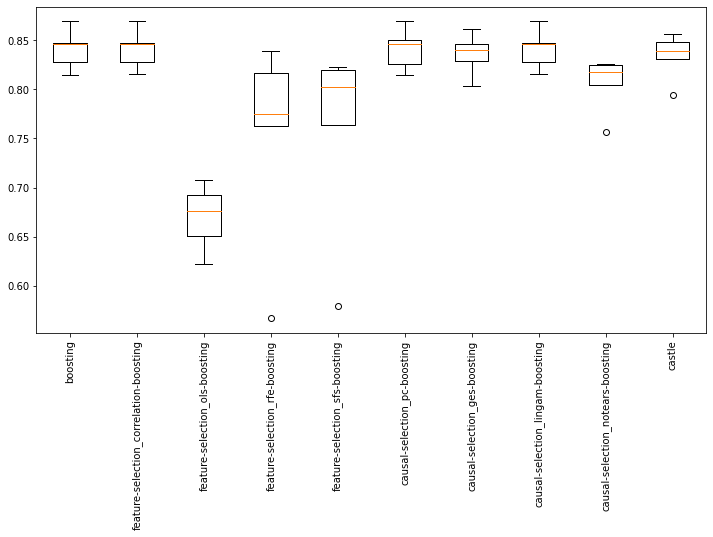 0.85
0.80
0.75
0.70
0.65
0.60
boosting
feature-selection_correlation-boosting
feature-selection_ols-boosting
feature-selection_rfe-boosting
feature-selection_sfs-boosting
causal-selection_pc-boosting
causal-selection_ges-boosting
causal-selection_lingam-boosting
causal-selection_notears-boosting
castle